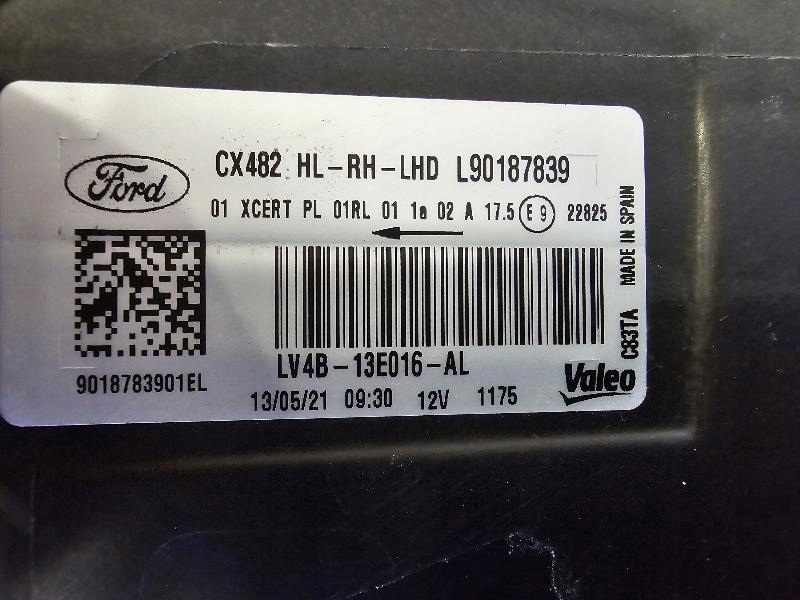 Ford
CX482 HL-RH-LHD L90187839
01 XCERT PL 01RL 01 1a 02 A 17.5 E9 22825
9018783901EL
LV4B-13E016-AL
13/05/21 09:30 12V 1175
Valeo
C83TA MADE IN SPAIN